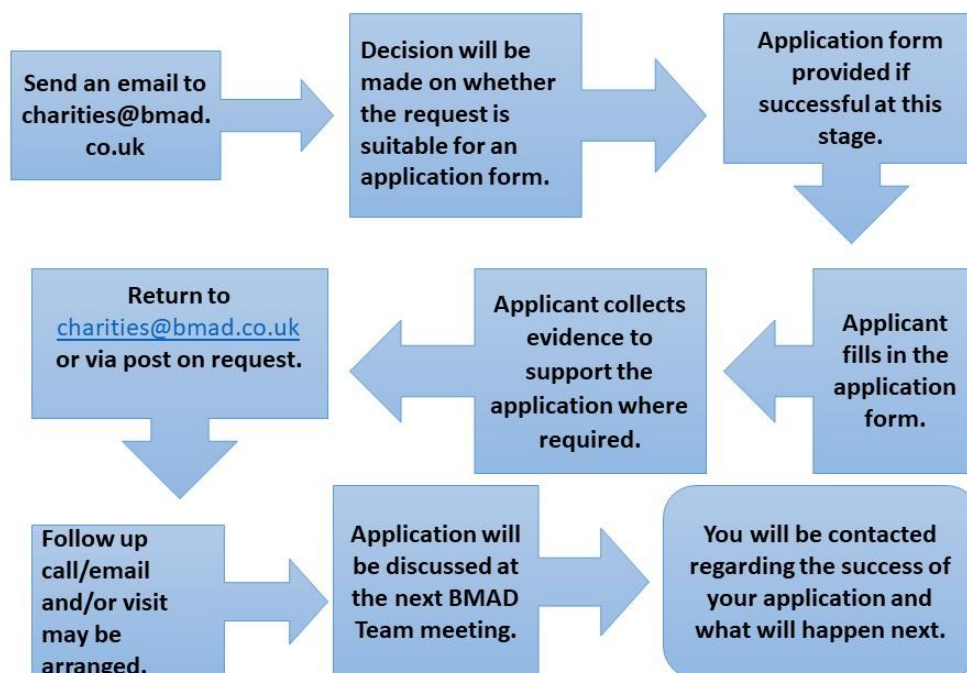 Send an email to
charities@bmad.
co.uk
Decision will be
made on whether
the request is
suitable for an
application form.
Application form
provided if
successful at this
stage.
Applicant
fills in the
application
form.
Applicant collects
evidence to
support the
application where
required.
Return to
charities@bmad.co.uk
or via post on request.
Follow up
call/email
and/or visit
may be
arranged.
Application will
be discussed at
the next BMAD
Team meeting.
You will be contacted
regarding the success of
your application and
what will happen next.